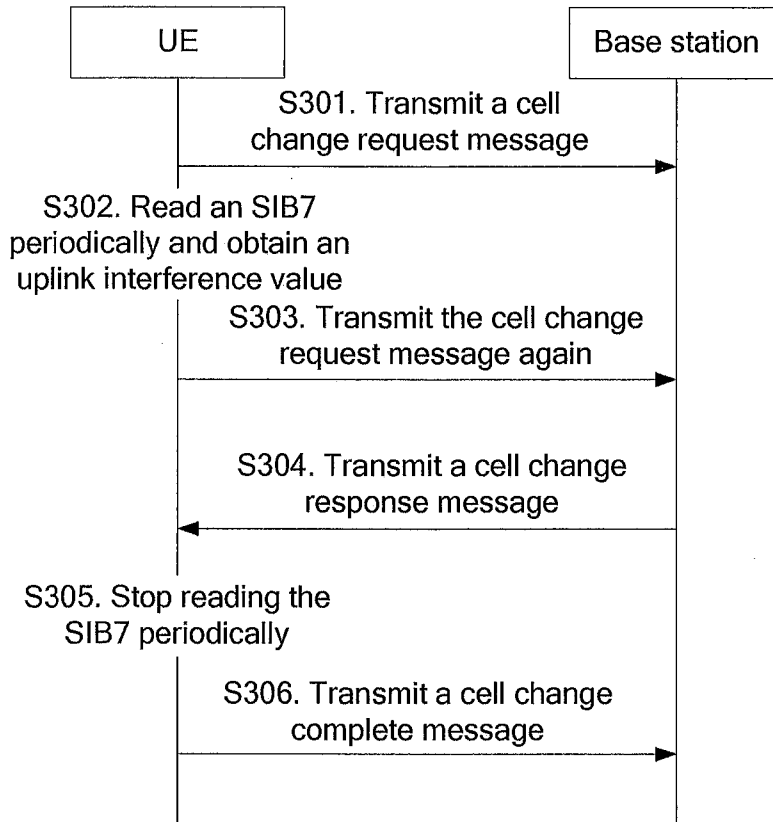 UE
Base station
S301. Transmit a cell
change request message
S302. Read an SIB7
periodically and obtain an
uplink interference value
S303. Transmit the cell change
request message again
S304. Transmit a cell change
response message
S305. Stop reading the
SIB7 periodically
S306. Transmit a cell change
complete message